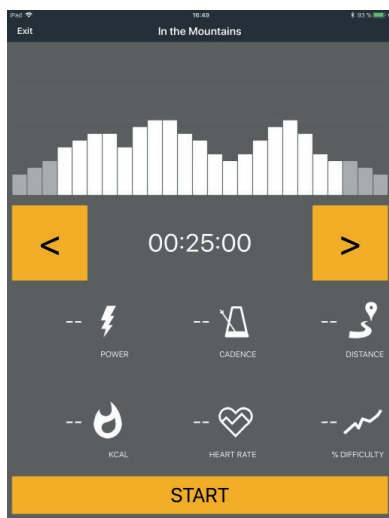 iPad 16:49 93 %
Exit In the Mountains
< 00:25:00 >
-- -- --
POWER CADENCE DISTANCE
-- -- --
KCAL HEART RATE % DIFFICULTY
START